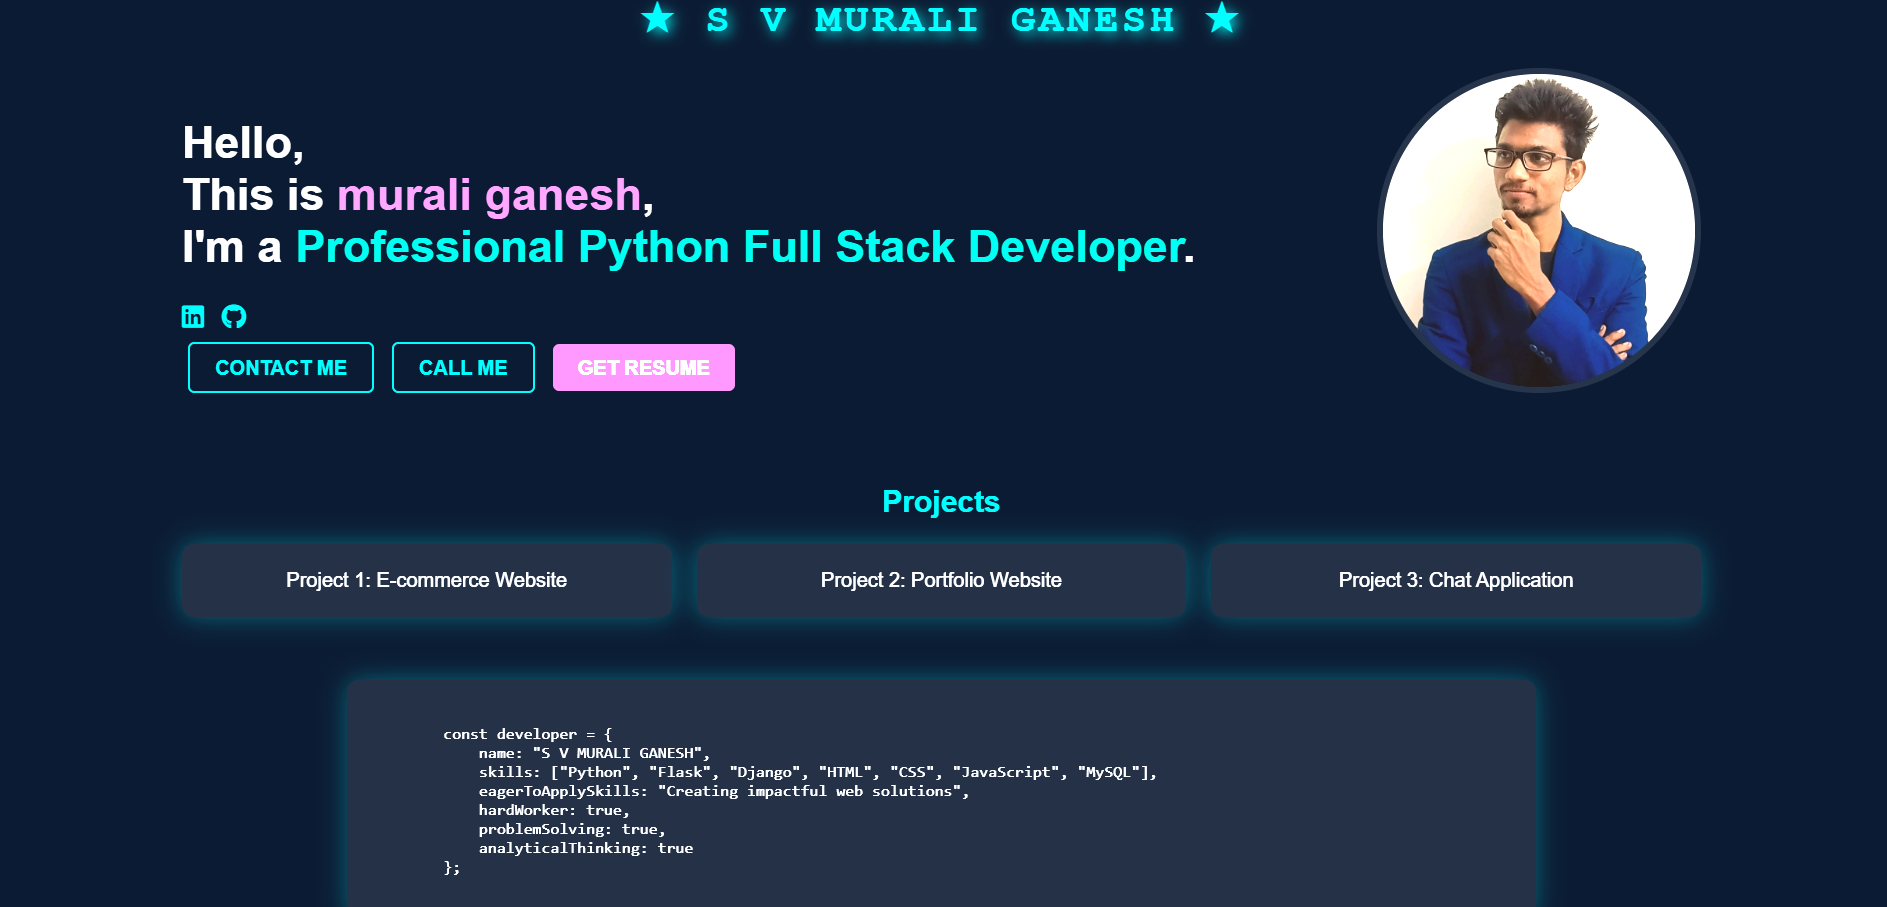 ★ S V MURALI GANESH ★
Hello,
This is murali ganesh,
I'm a Professional Python Full Stack Developer.
in
CONTACT ME
CALL ME
GET RESUME
Projects
Project 1: E-commerce Website
Project 2: Portfolio Website
Project 3: Chat Application
const developer = {
    name: "S V MURALI GANESH",
    skills: ["Python", "Flask", "Django", "HTML", "CSS", "JavaScript", "MySQL"],
    eagerToApplySkills: "Creating impactful web solutions",
    hardWorker: true,
    problemSolving: true,
    analyticalThinking: true
};